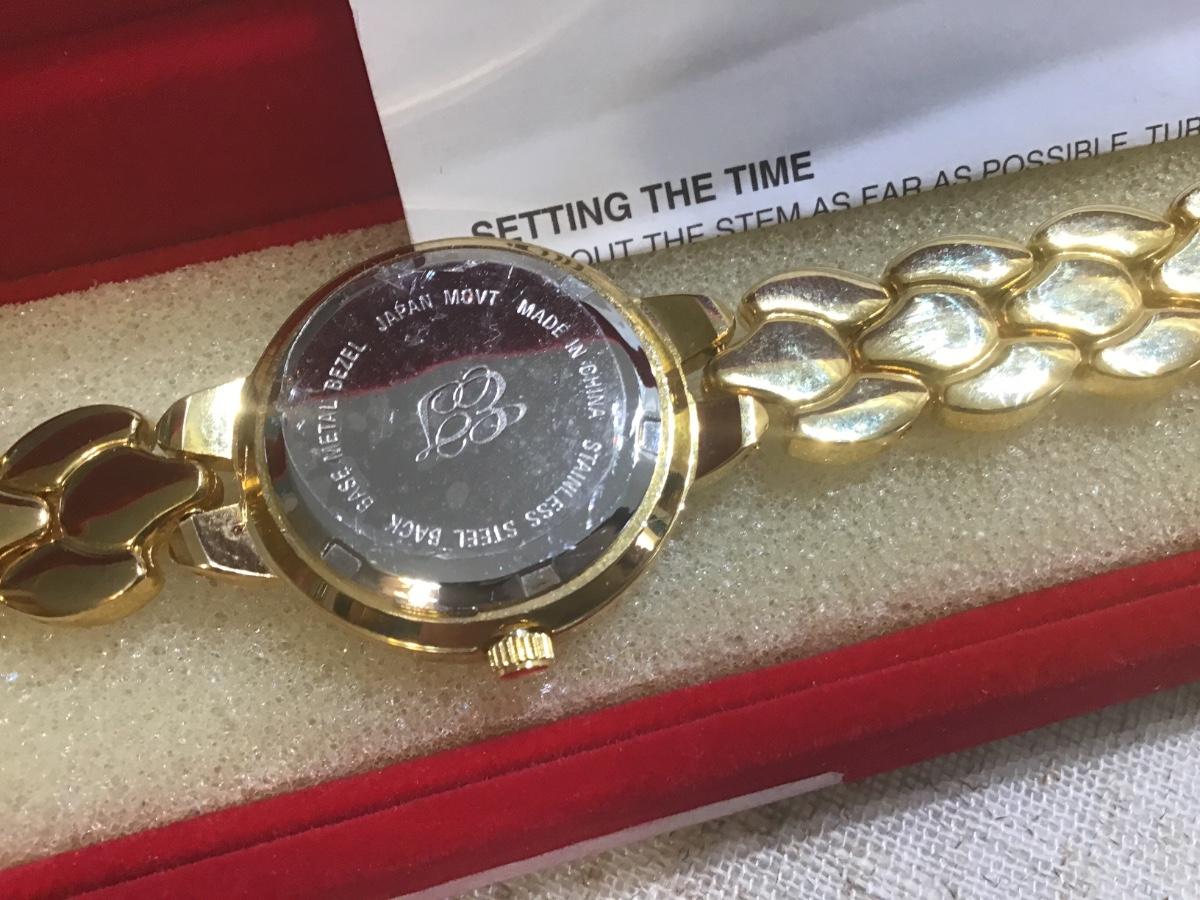 SETTING THE TIME
OUT THE STEM AS FAR AS POSSIBLE, TUR
JAPAN MOVT MADE IN CHINA STAINLESS STEEL BACK BASE METAL BEZEL